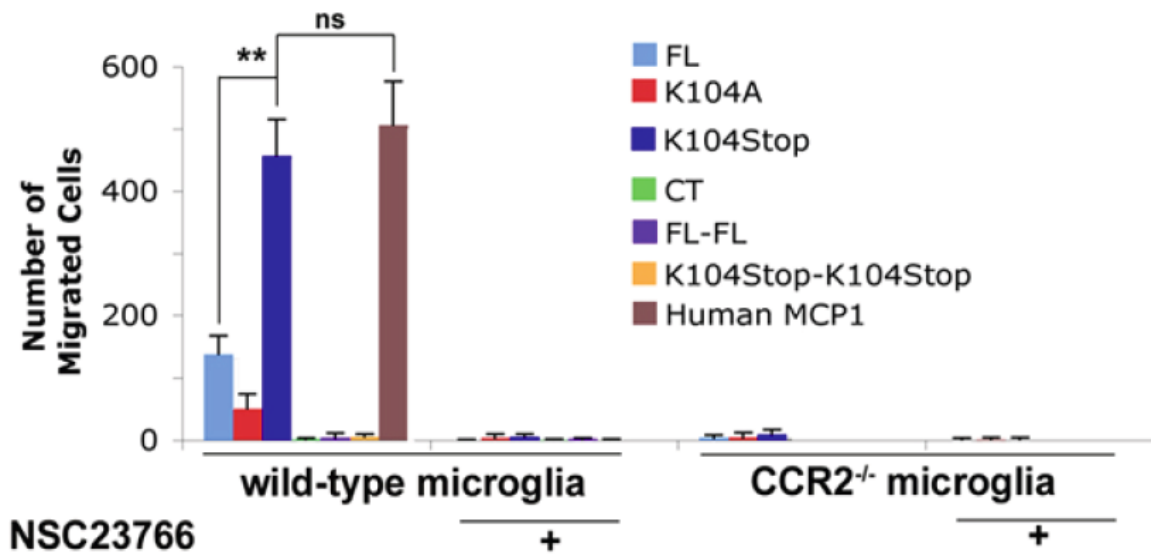 ns
**
600
400
200
0
Number of
Migrated Cells
FL
K104A
K104Stop
CT
FL-FL
K104Stop-K104Stop
Human MCP1
wild-type microglia
CCR2-/- microglia
NSC23766
+
+